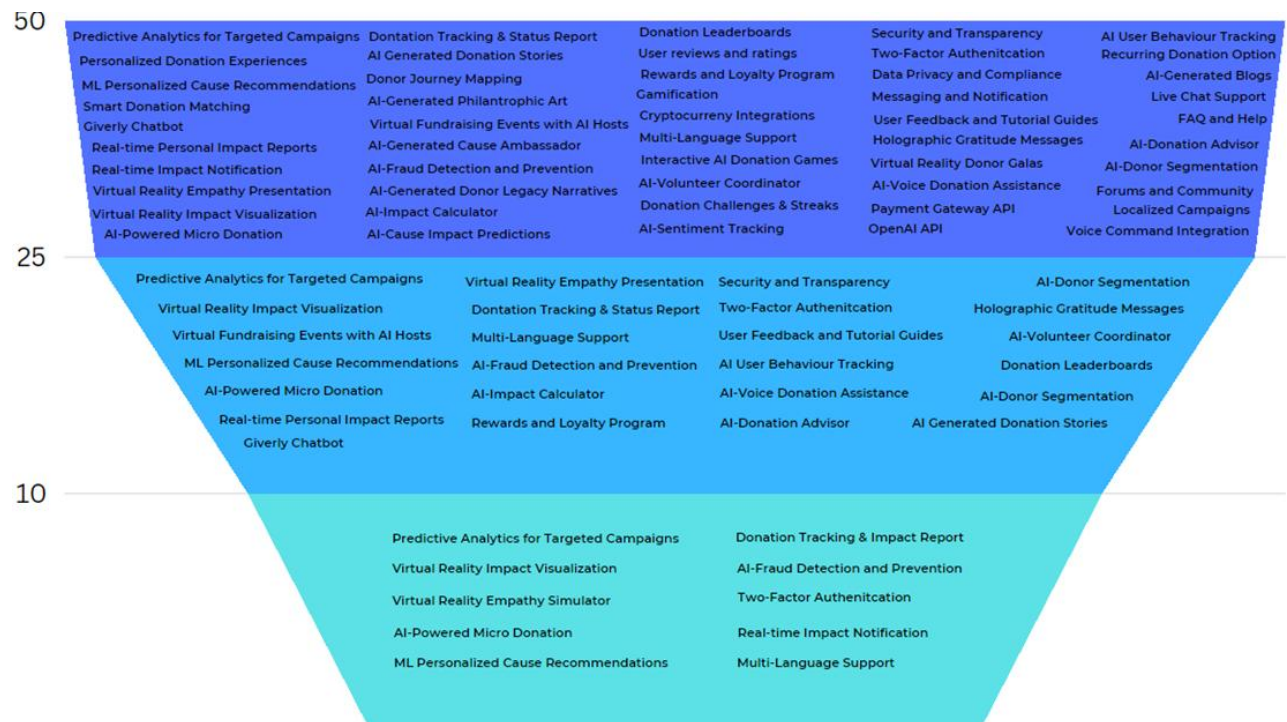 50
Predictive Analytics for Targeted Campaigns
Personalized Donation Experiences
ML Personalized Cause Recommendations
Smart Donation Matching
Giverly Chatbot
Real-time Personal Impact Reports
Real-time Impact Notification
Virtual Reality Empathy Presentation
Virtual Reality Impact Visualization
AI-Powered Micro Donation
Dontation Tracking & Status Report
AI Generated Donation Stories
Donor Journey Mapping
AI-Generated Philantrophic Art
Virtual Fundraising Events with AI Hosts
AI-Generated Cause Ambassador
AI-Fraud Detection and Prevention
AI-Generated Donor Legacy Narratives
AI-Impact Calculator
AI-Cause Impact Predictions
Donation Leaderboards
User reviews and ratings
Rewards and Loyalty Program
Gamification
Cryptocurreny Integrations
Multi-Language Support
Interactive AI Donation Games
AI-Volunteer Coordinator
Donation Challenges & Streaks
AI-Sentiment Tracking
Security and Transparency
Two-Factor Authenitcation
Data Privacy and Compliance
Messaging and Notification
User Feedback and Tutorial Guides
Holographic Gratitude Messages
Virtual Reality Donor Galas
AI-Voice Donation Assistance
Payment Gateway API
OpenAI API
AI User Behaviour Tracking
Recurring Donation Option
AI-Generated Blogs
Live Chat Support
FAQ and Help
AI-Donation Advisor
AI-Donor Segmentation
Forums and Community
Localized Campaigns
Voice Command Integration
25
Predictive Analytics for Targeted Campaigns
Virtual Reality Impact Visualization
Virtual Fundraising Events with AI Hosts
ML Personalized Cause Recommendations
AI-Powered Micro Donation
Real-time Personal Impact Reports
Giverly Chatbot
Virtual Reality Empathy Presentation
Dontation Tracking & Status Report
Multi-Language Support
AI-Fraud Detection and Prevention
AI-Impact Calculator
Rewards and Loyalty Program
Security and Transparency
Two-Factor Authenitcation
User Feedback and Tutorial Guides
AI User Behaviour Tracking
AI-Voice Donation Assistance
AI-Donation Advisor
AI-Donor Segmentation
Holographic Gratitude Messages
AI-Volunteer Coordinator
Donation Leaderboards
AI-Donor Segmentation
AI Generated Donation Stories
10
Predictive Analytics for Targeted Campaigns
Virtual Reality Impact Visualization
Virtual Reality Empathy Simulator
AI-Powered Micro Donation
ML Personalized Cause Recommendations
Donation Tracking & Impact Report
AI-Fraud Detection and Prevention
Two-Factor Authenitcation
Real-time Impact Notification
Multi-Language Support